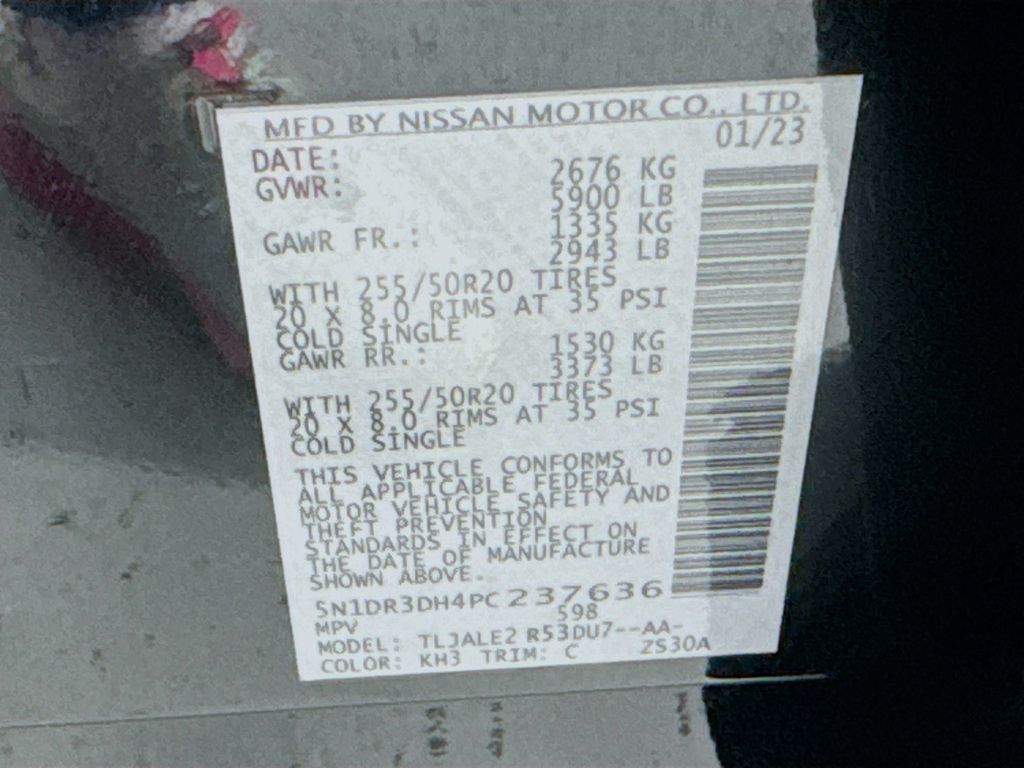 MFD BY NISSAN MOTOR CO., LTD.
DATE: 01/23
GVWR: 2676 KG
5900 LB
GAWR FR.: 1335 KG
2943 LB
WITH 255/50R20 TIRES
20 X 8.0 RIMS AT 35 PSI
COLD SINGLE
GAWR RR.: 1530 KG
3373 LB
WITH 255/50R20 TIRES
20 X 8.0 RIMS AT 35 PSI
COLD SINGLE
THIS VEHICLE CONFORMS TO
ALL APPLICABLE FEDERAL
MOTOR VEHICLE SAFETY AND
THEFT PREVENTION
STANDARDS IN EFFECT ON
THE DATE OF MANUFACTURE
SHOWN ABOVE.
5N1DR3DH4PC237636
MPV 598
MODEL: TLJALE2 R53DU7--AA-
COLOR: KH3 TRIM: C ZS30A